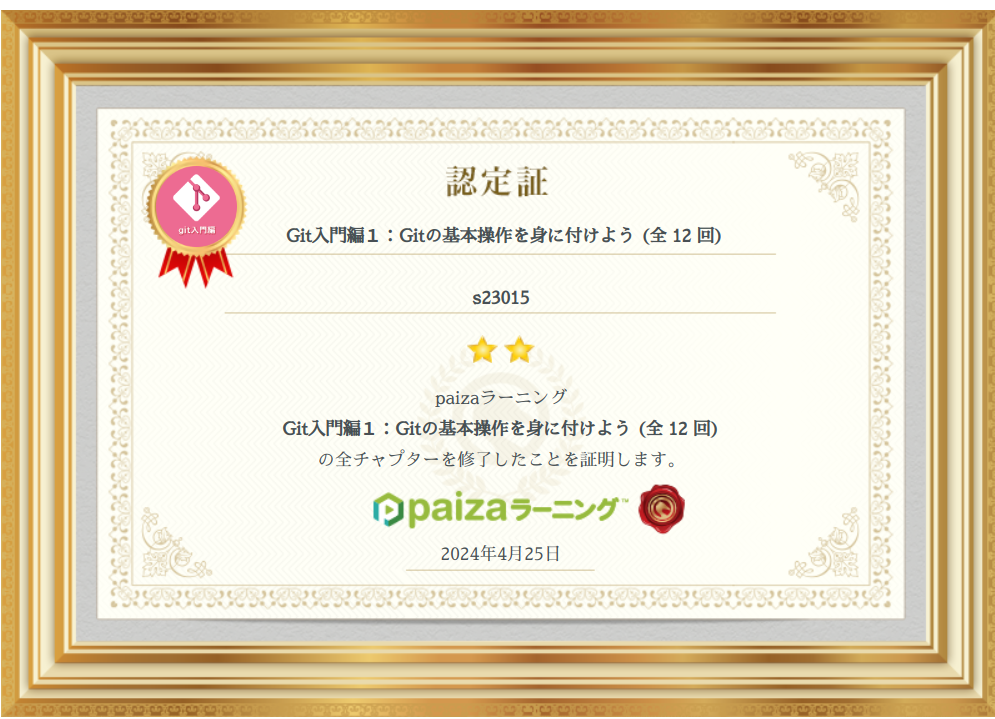 認定証
git入門編
Git入門編１：Gitの基本操作を身に付けよう (全 12 回)
s23015
paizaラーニング
Git入門編１：Gitの基本操作を身に付けよう (全 12 回)
の全チャプターを修了したことを証明します。
paizaラーニング™
2024年4月25日